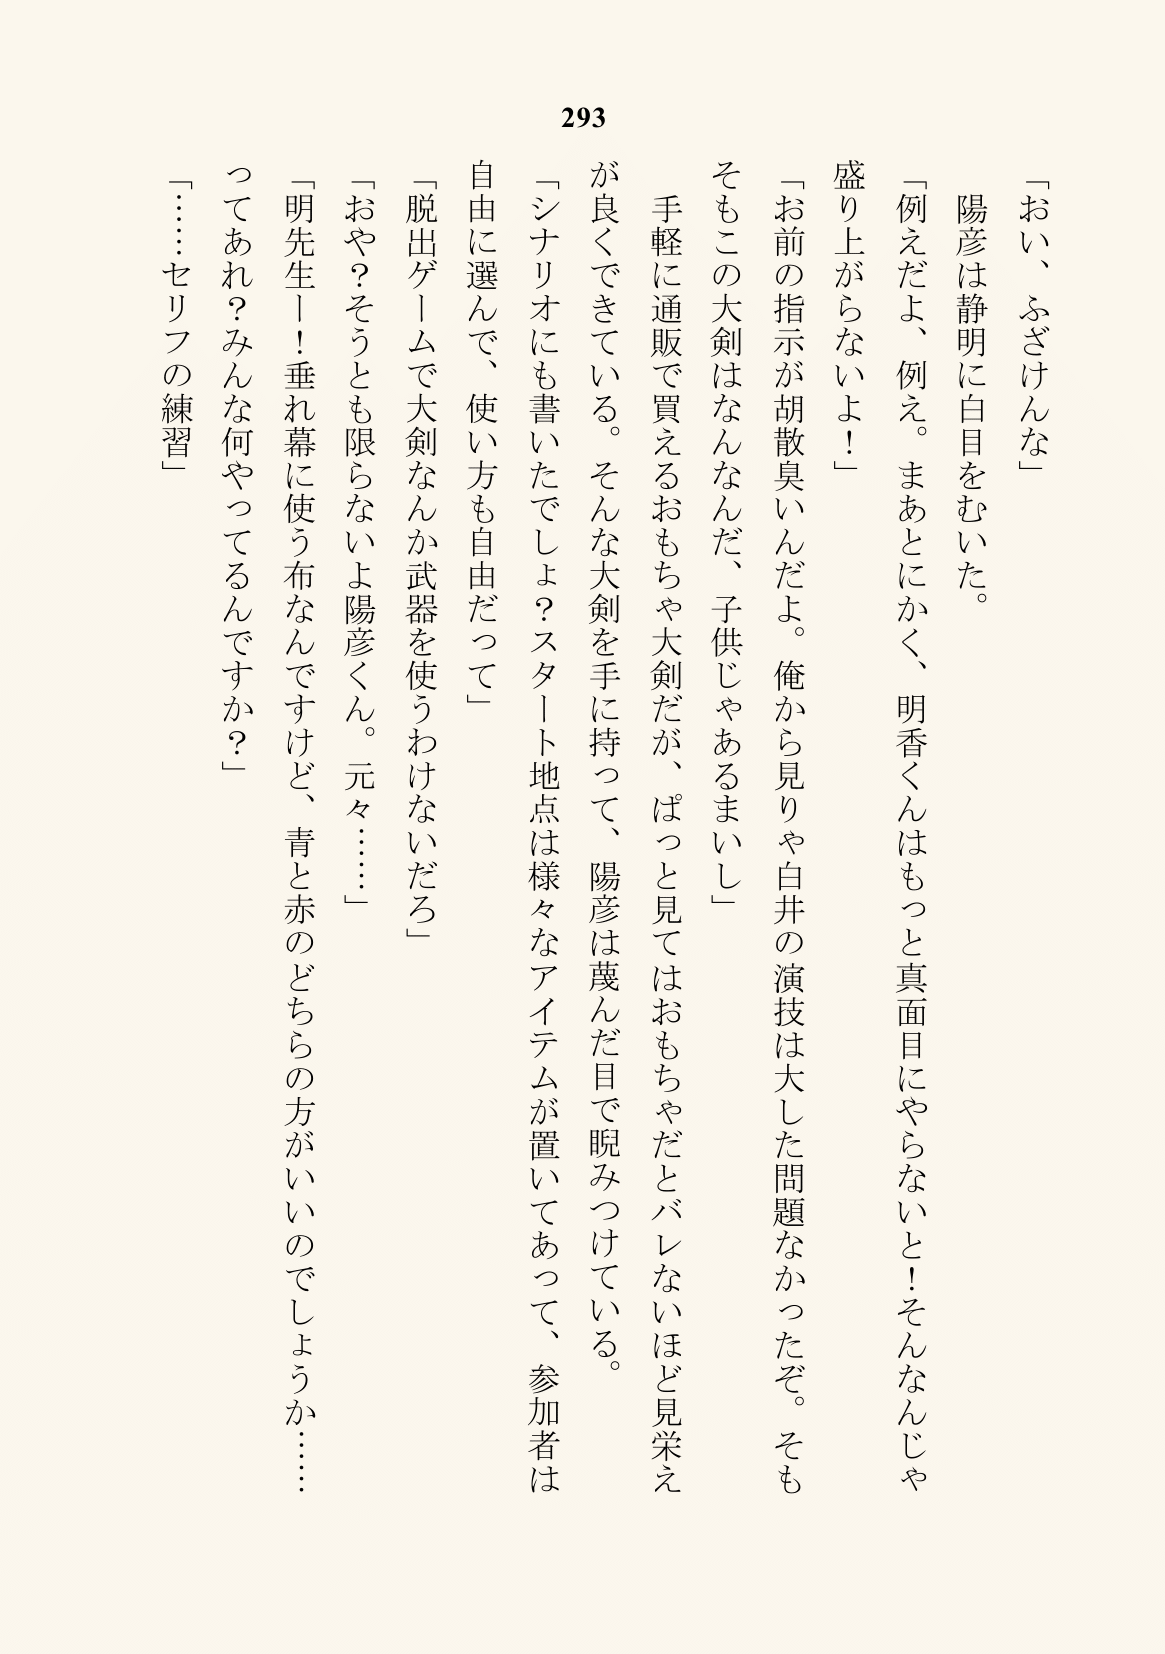 293
「おい、ふざけんな」
　陽彦は静明に白目をむいた。
「例えだよ、例え。まあとにかく、明香くんはもっと真面目にやらないと！そんなんじゃ
盛り上がらないよ！」
「お前の指示が胡散臭いんだよ。俺から見りゃ白井の演技は大した問題なかったぞ。そも
そもこの大剣はなんなんだ、子供じゃあるまいし」
　手軽に通販で買えるおもちゃ大剣だが、ぱっと見てはおもちゃだとバレないほど見栄え
が良くできている。そんな大剣を手に持って、陽彦は蔑んだ目で睨みつけている。
「シナリオにも書いたでしょ？スタート地点は様々なアイテムが置いてあって、参加者は
自由に選んで、使い方も自由だって」
「脱出ゲームで大剣なんか武器を使うわけないだろ」
「おや？そうとも限らないよ陽彦くん。元々……」
「明先生ー！垂れ幕に使う布なんですけど、青と赤のどちらの方がいいのでしょうか……
ってあれ？みんな何やってるんですか？」
「……セリフの練習」